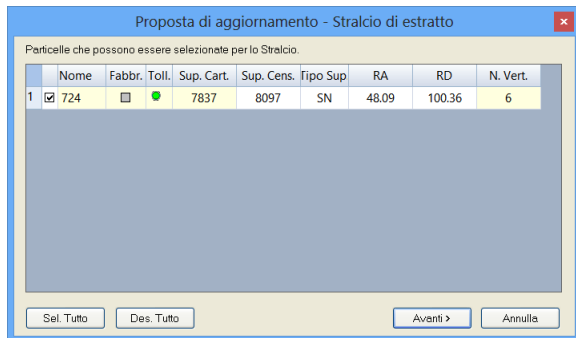 Proposta di aggiornamento - Stralcio di estratto
Particelle che possono essere selezionate per lo Stralcio.
Nome Fabbr. Toll. Sup. Cart. Sup. Cens. Tipo Sup RA RD N. Vert.
1 724 7837 8097 SN 48.09 100.36 6
Sel. Tutto Des. Tutto Avanti > Annulla